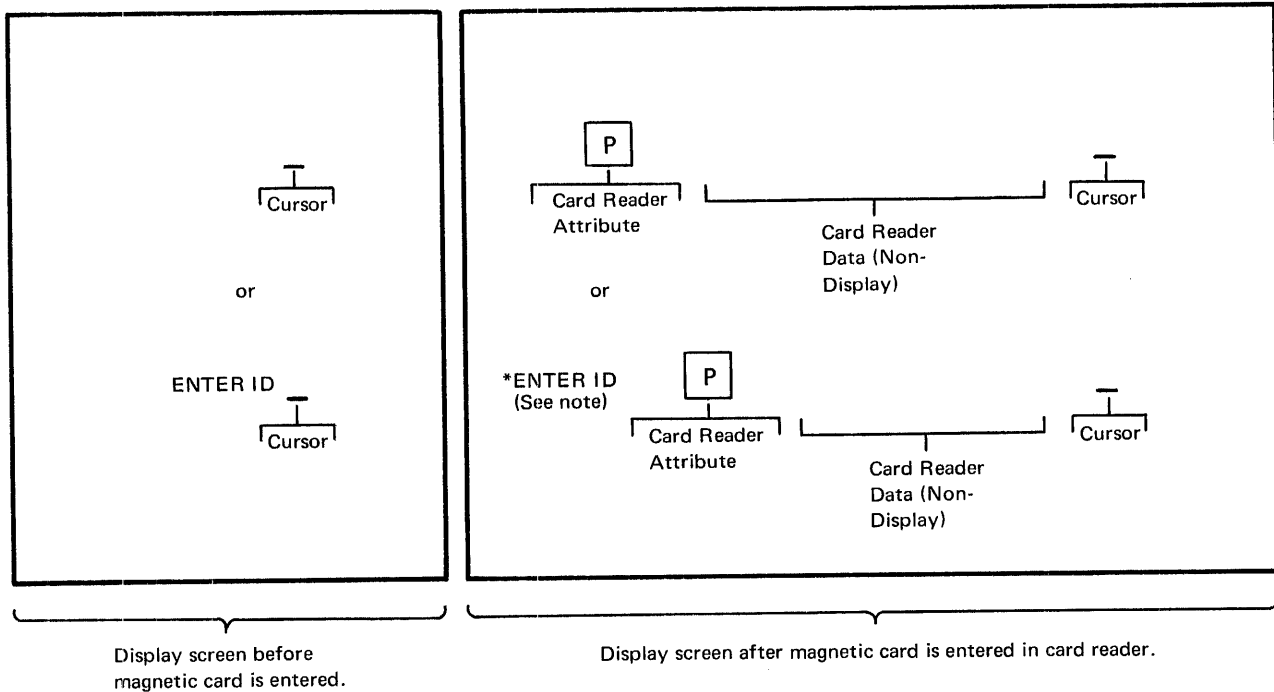 Cursor
or
ENTER ID
Cursor
Display screen before
magnetic card is entered.
P
Card Reader
Attribute
Card Reader
Data (Non-
Display)
Cursor
or
*ENTER ID
(See note)
P
Card Reader
Attribute
Card Reader
Data (Non-
Display)
Cursor
Display screen after magnetic card is entered in card reader.